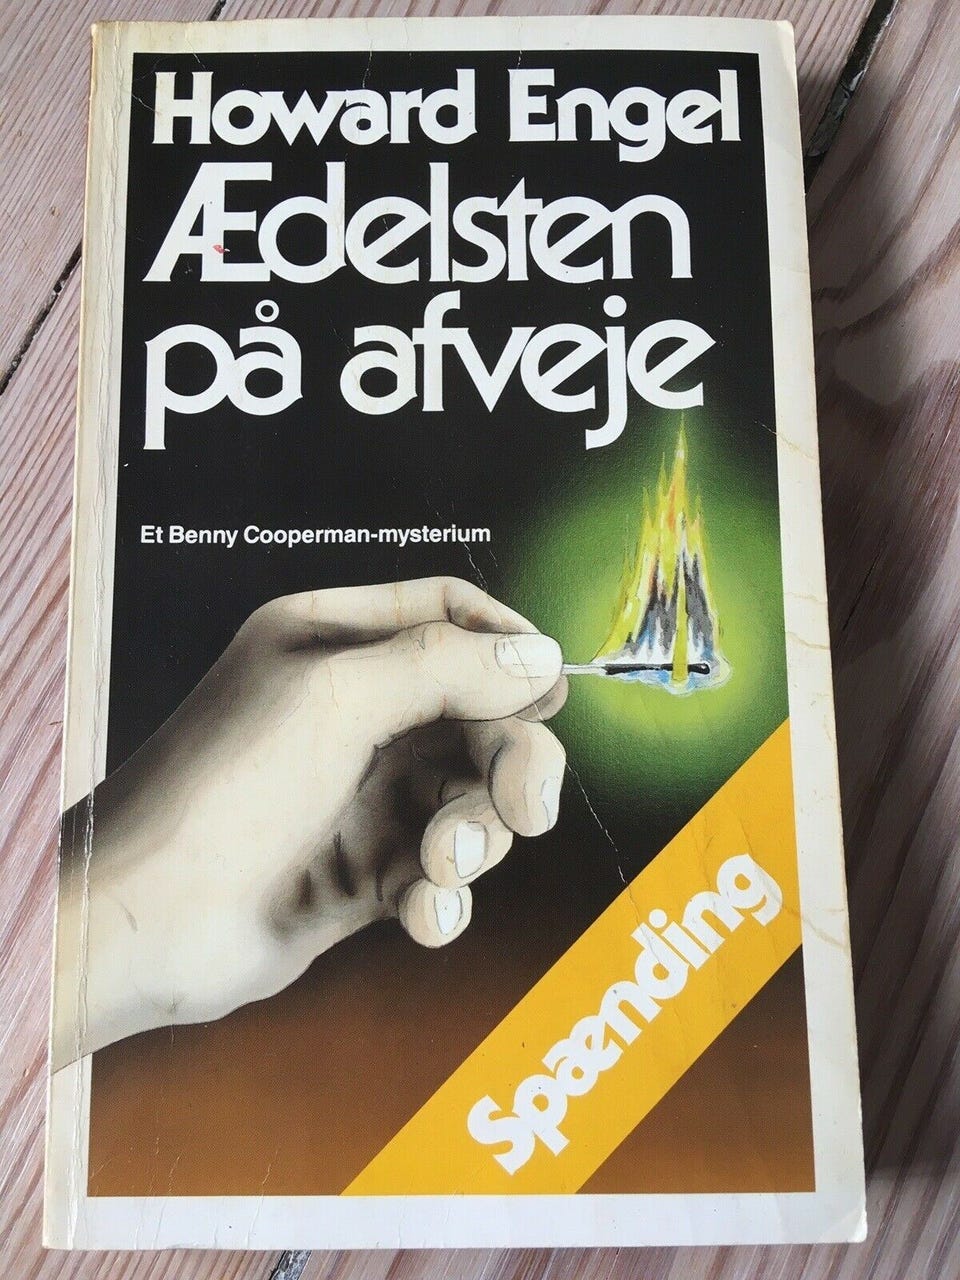 Howard Engel
Ædelsten
på afveje
Et Benny Cooperman-mysterium
Spænding